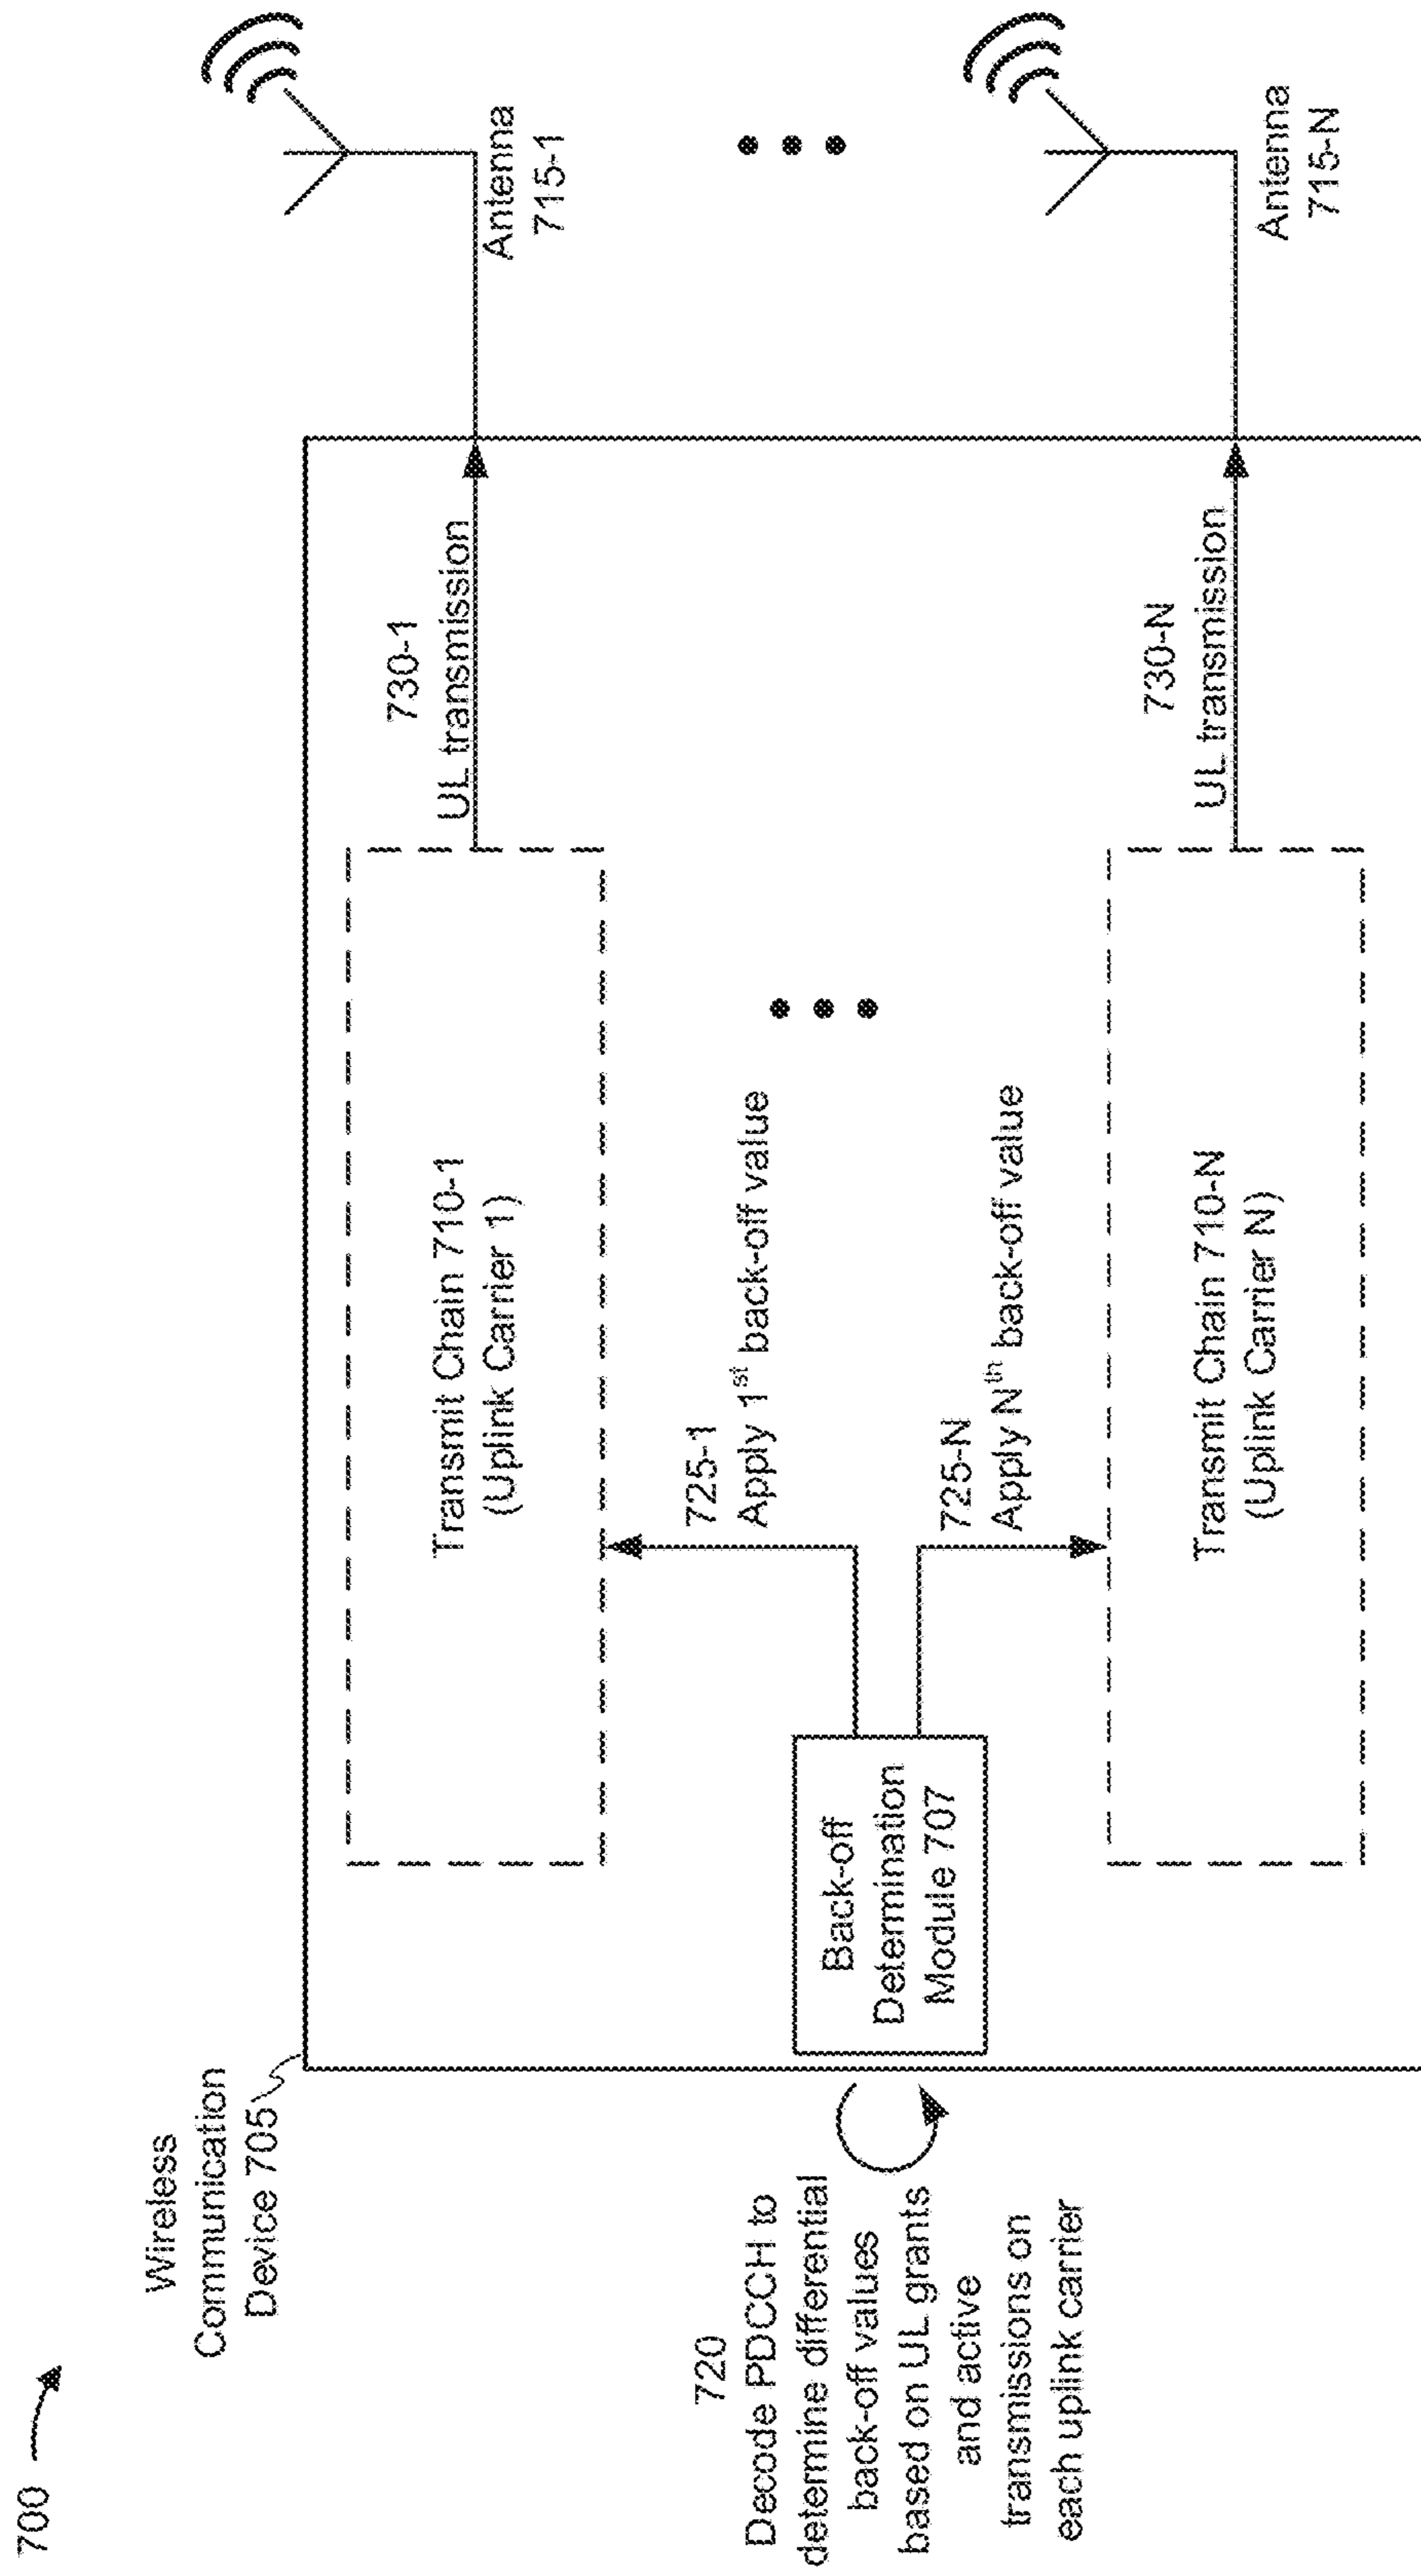 700
Wireless
Communication
Device 705
720
Decode PDCCH to
determine differential
back-off values
based on UL grants
and active
transmissions on
each uplink carrier
Back-off
Determination
Module 707
Transmit Chain 710-1
(Uplink Carrier 1)
725-1
Apply 1st back-off value
725-N
Apply Nth back-off value
Transmit Chain 710-N
(Uplink Carrier N)
730-1
UL transmission
730-N
UL transmission
Antenna
715-1
Antenna
715-N